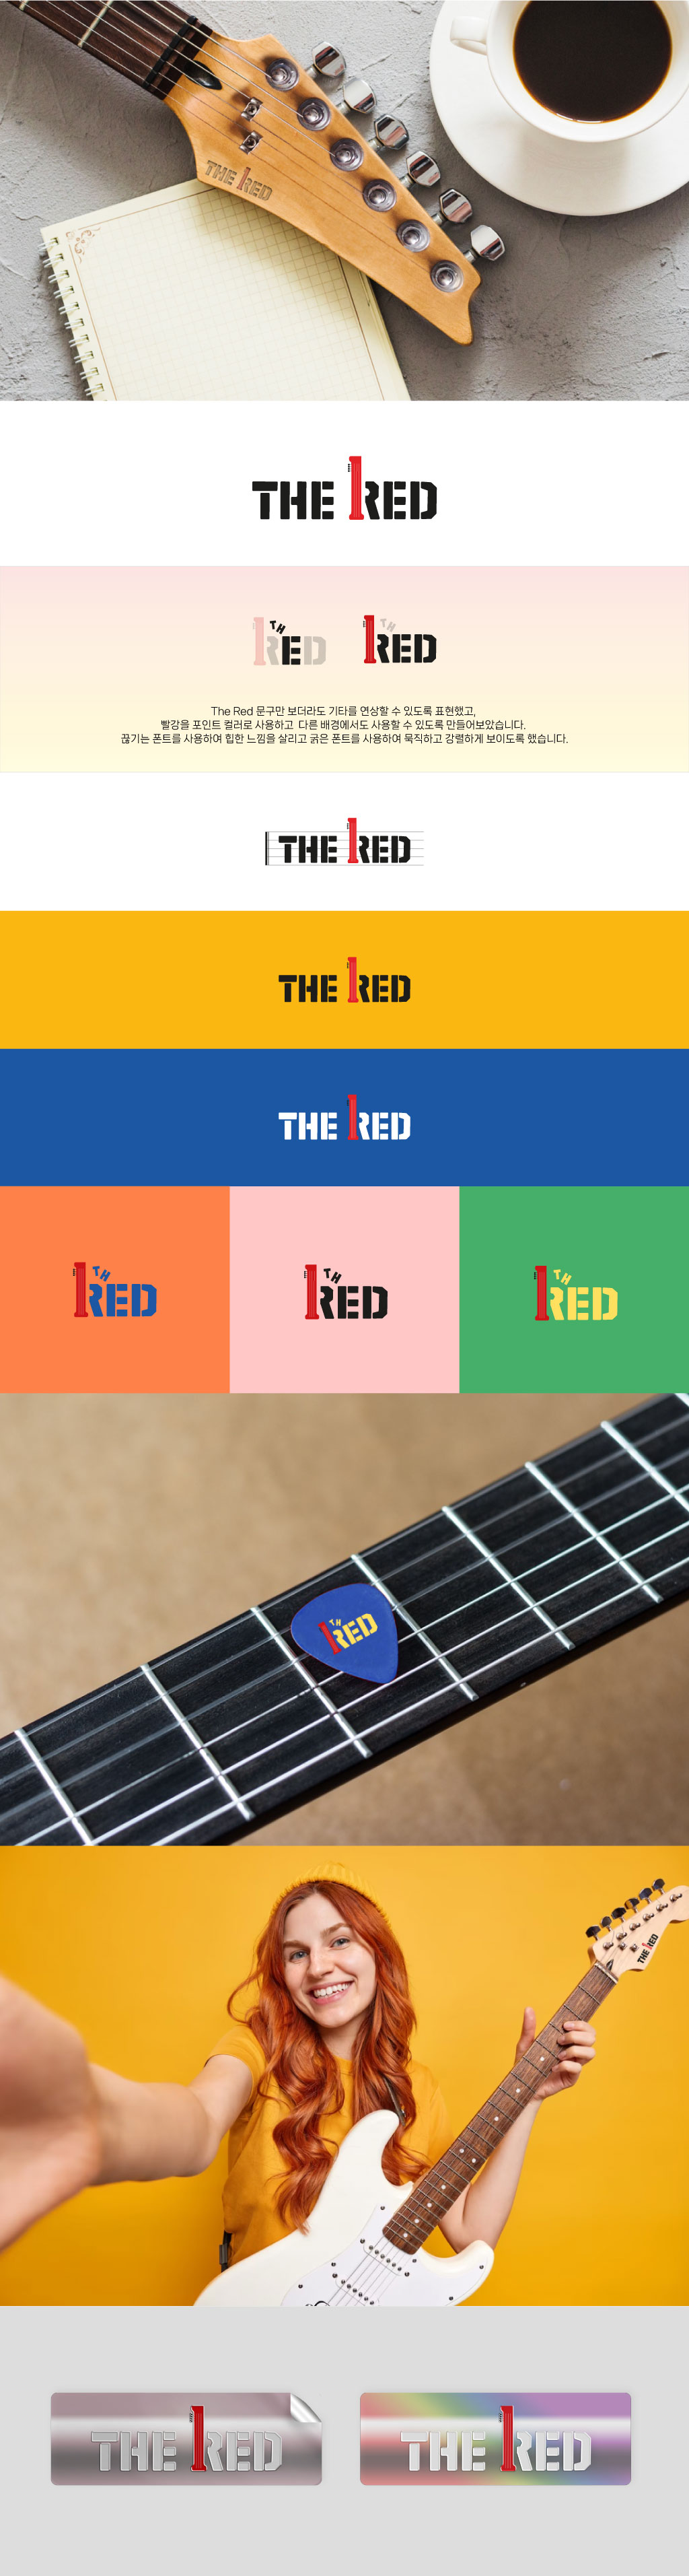 THE RED
THE RED
TH
RED
TH
RED
The Red 문구만 보더라도 기타를 연상할 수 있도록 표현했고,
빨강을 포인트 컬러로 사용하고 다른 배경에서도 사용할 수 있도록 만들어보았습니다.
끊기는 폰트를 사용하여 힙한 느낌을 살리고 굵은 폰트를 사용하여 묵직하고 강렬하게 보이도록 했습니다.
THE RED
THE RED
THE RED
TH
RED
TH
RED
TH
RED
TH
RED
THE RED
THE RED
THE RED